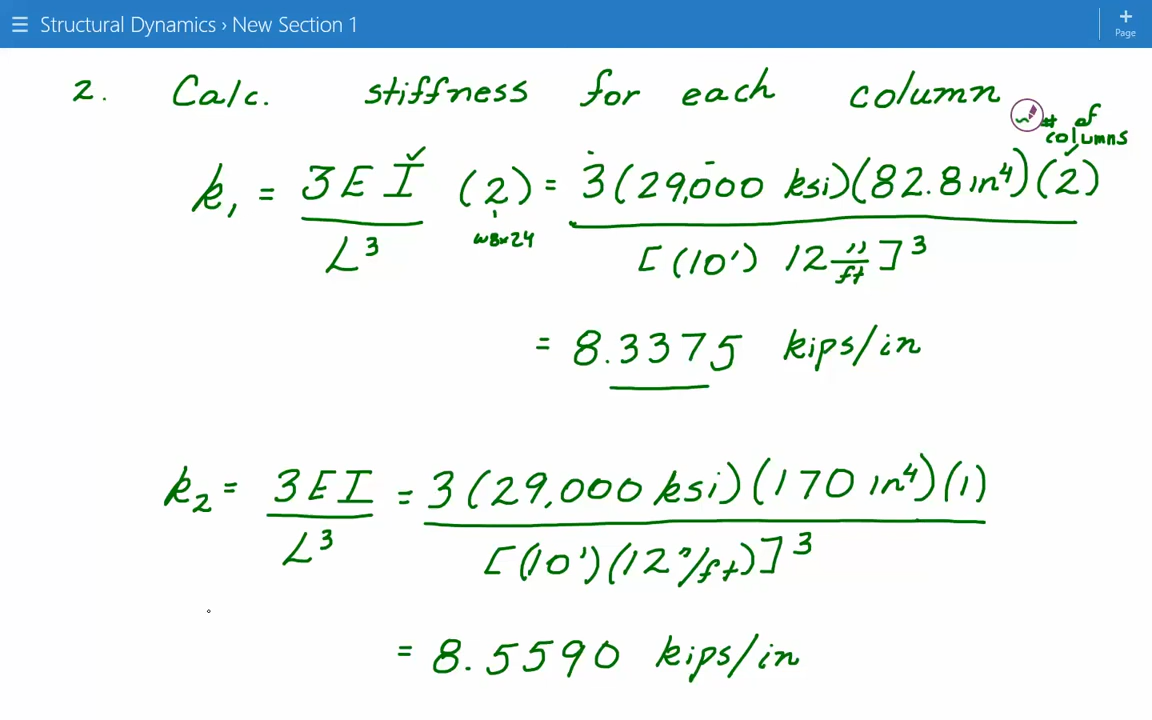 Structural Dynamics › New Section 1
+
Page
2. Calc. stiffness for each column
# of columns
k₁ = 3EI/L³ (2) = 3(29,000 ksi)(82.8 in⁴)(2) / [(10') 12 "/ft]³
w8x24
= 8.3375 kips/in
k₂ = 3EI/L³ = 3(29,000 ksi)(170 in⁴)(1) / [(10')(12 "/ft)]³
= 8.5590 kips/in